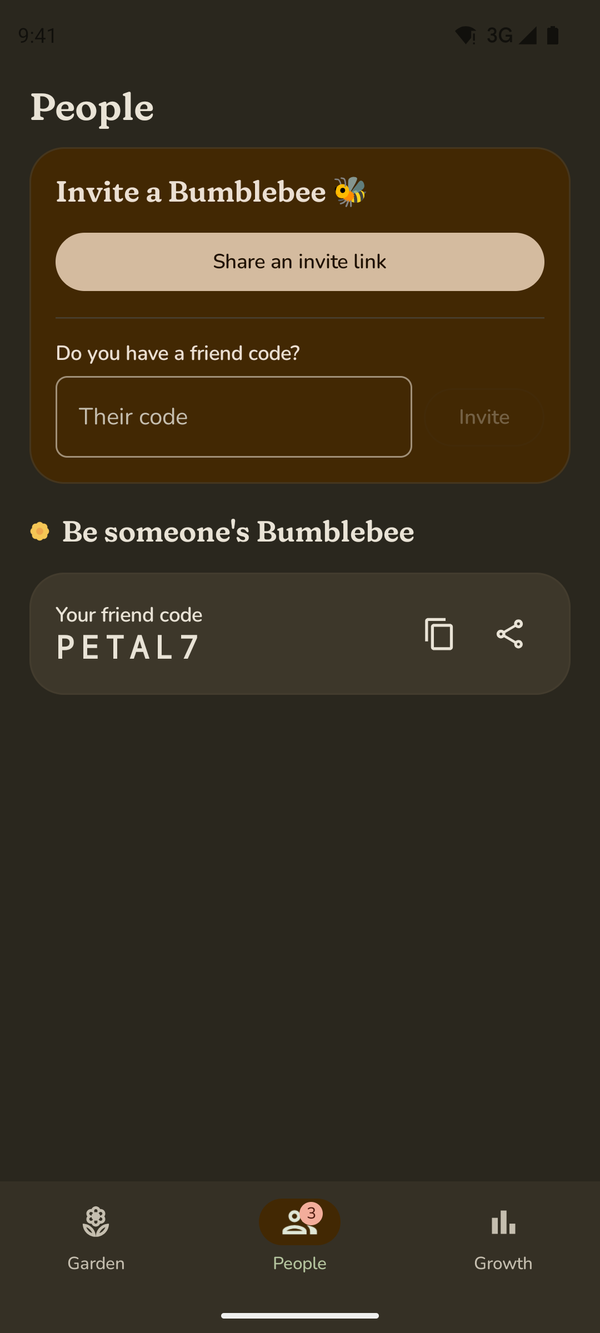 9:41
3G
People
Invite a Bumblebee 🐝
Share an invite link
Do you have a friend code?
Their code
Invite
Be someone's Bumblebee
Your friend code
PETAL7
3
Garden
People
Growth